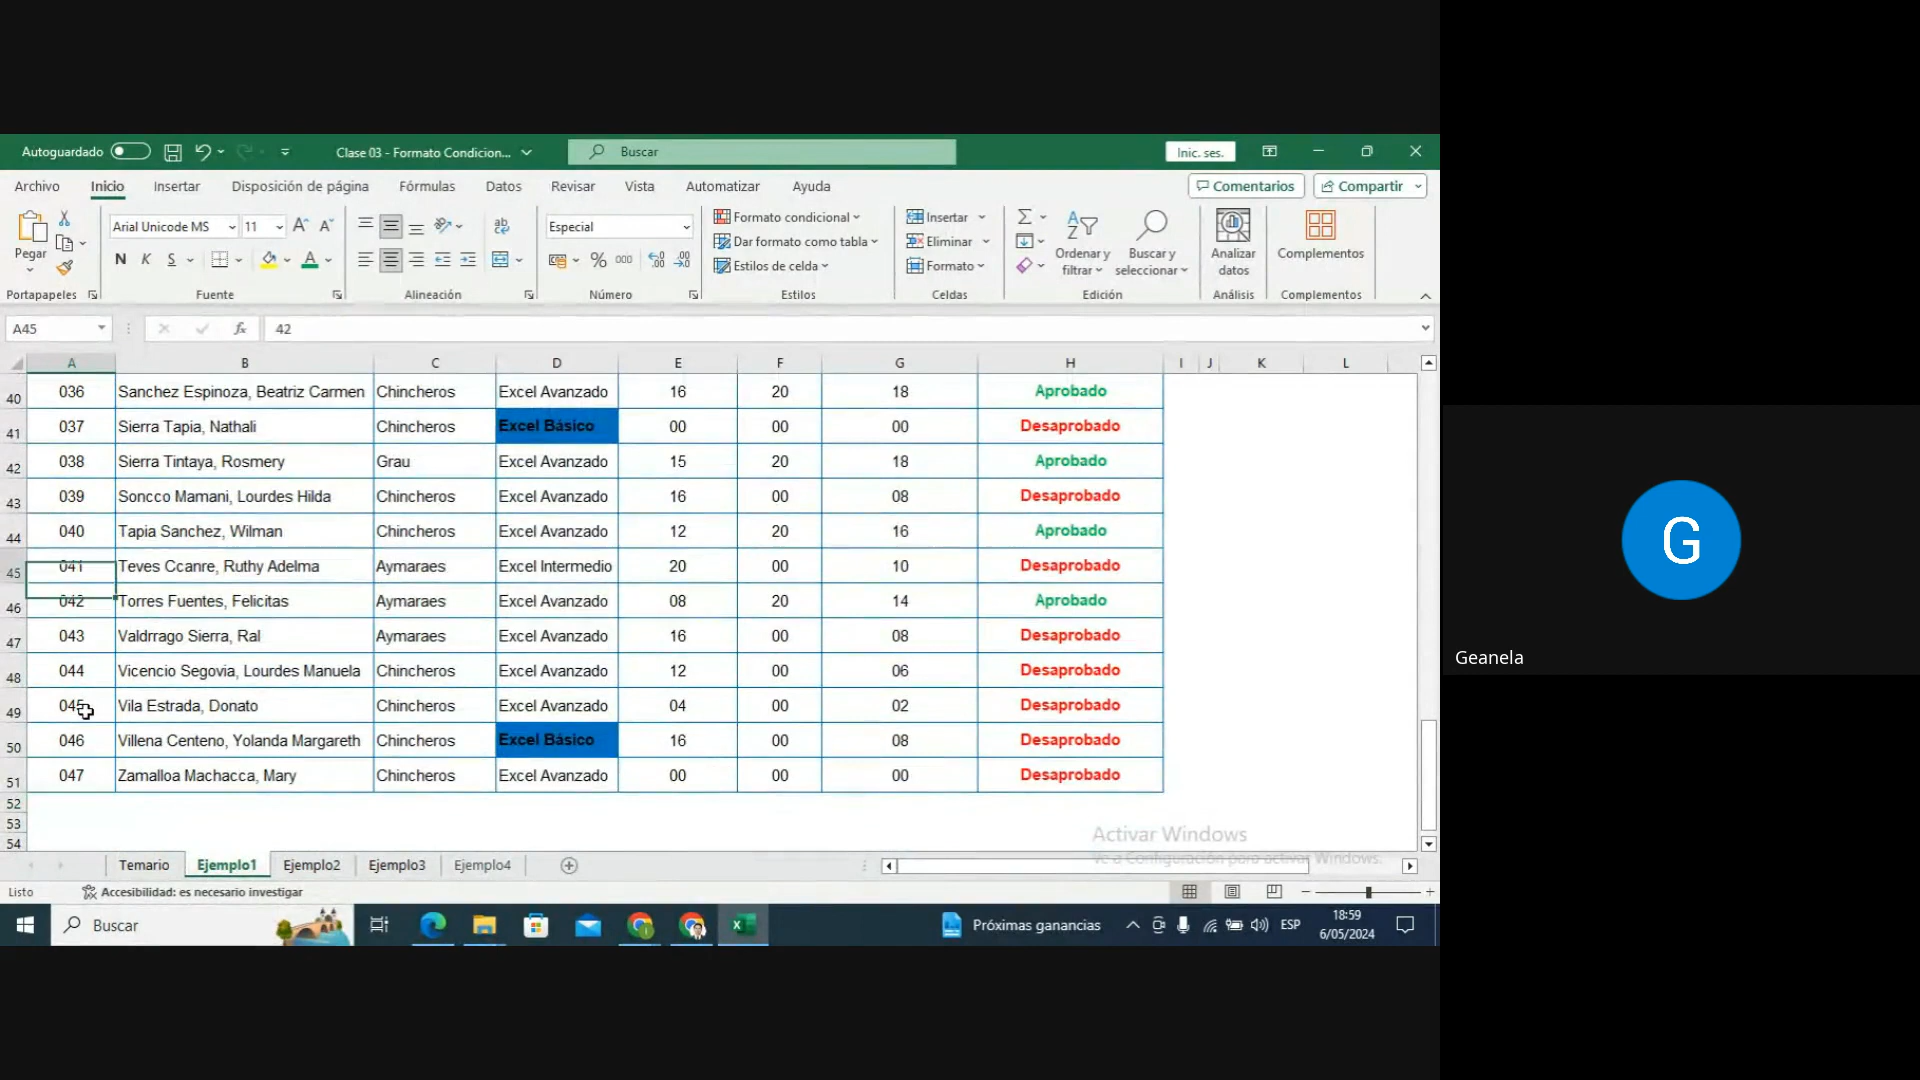 Autoguardado Clase 03 - Formato Condicion... Buscar Inic. ses.
Archivo Inicio Insertar Disposición de página Fórmulas Datos Revisar Vista Automatizar Ayuda Comentarios Compartir
Pegar
Portapapeles
Arial Unicode MS 11
N K S
Fuente
Alineación
Especial
% 000
Número
Formato condicional
Dar formato como tabla
Estilos de celda
Estilos
Insertar
Eliminar
Formato
Celdas
Ordenar y filtrar
Buscar y seleccionar
Edición
Analizar datos
Análisis
Complementos
Complementos
A45 fx 42
A B C D E F G H I J K L
40 036 Sanchez Espinoza, Beatriz Carmen Chincheros Excel Avanzado 16 20 18 Aprobado
41 037 Sierra Tapia, Nathali Chincheros Excel Básico 00 00 00 Desaprobado
42 038 Sierra Tintaya, Rosmery Grau Excel Avanzado 15 20 18 Aprobado
43 039 Soncco Mamani, Lourdes Hilda Chincheros Excel Avanzado 16 00 08 Desaprobado
44 040 Tapia Sanchez, Wilman Chincheros Excel Avanzado 12 20 16 Aprobado
45 041 Teves Ccanre, Ruthy Adelma Aymaraes Excel Intermedio 20 00 10 Desaprobado
46 042 Torres Fuentes, Felicitas Aymaraes Excel Avanzado 08 20 14 Aprobado
47 043 Valdrrago Sierra, Ral Aymaraes Excel Avanzado 16 00 08 Desaprobado
48 044 Vicencio Segovia, Lourdes Manuela Chincheros Excel Avanzado 12 00 06 Desaprobado
49 045 Vila Estrada, Donato Chincheros Excel Avanzado 04 00 02 Desaprobado
50 046 Villena Centeno, Yolanda Margareth Chincheros Excel Básico 16 00 08 Desaprobado
51 047 Zamalloa Machacca, Mary Chincheros Excel Avanzado 00 00 00 Desaprobado
52
53
54
Activar Windows
Ve a Configuración para activar Windows.
Temario Ejemplo1 Ejemplo2 Ejemplo3 Ejemplo4
Listo Accesibilidad: es necesario investigar
Buscar Próximas ganancias ESP 18:59
6/05/2024
G
Geanela